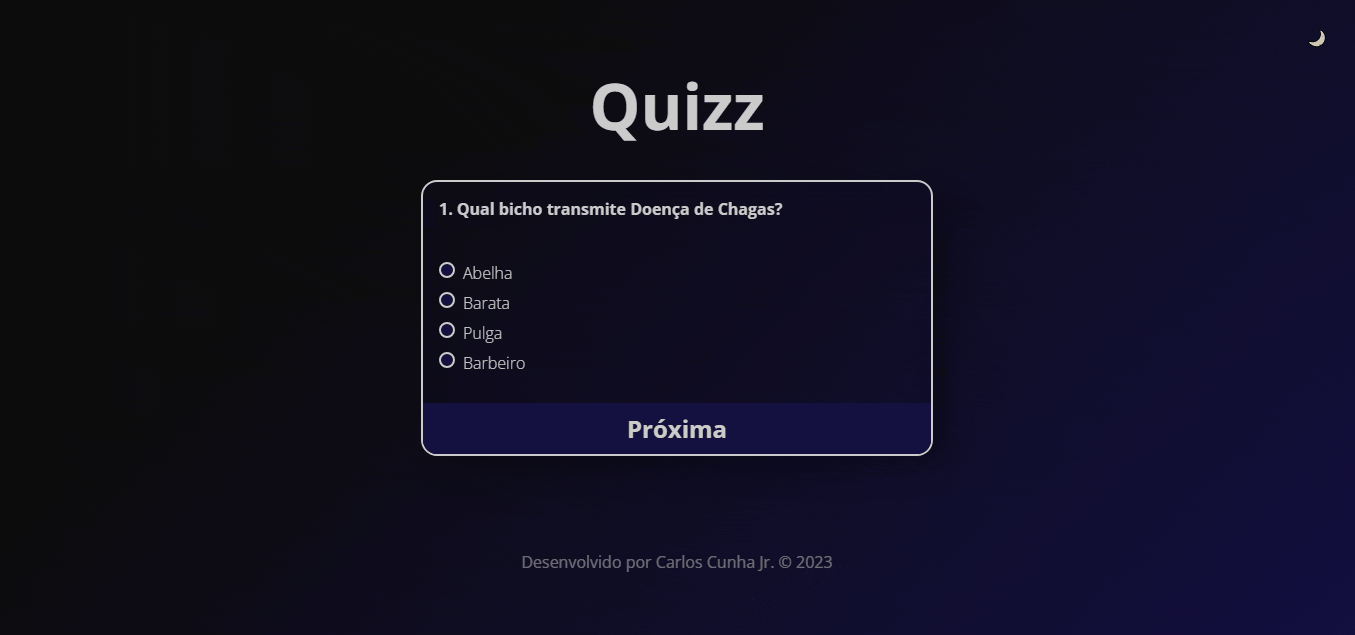 Quizz
1. Qual bicho transmite Doença de Chagas?
Abelha
Barata
Pulga
Barbeiro
Próxima
Desenvolvido por Carlos Cunha Jr. © 2023